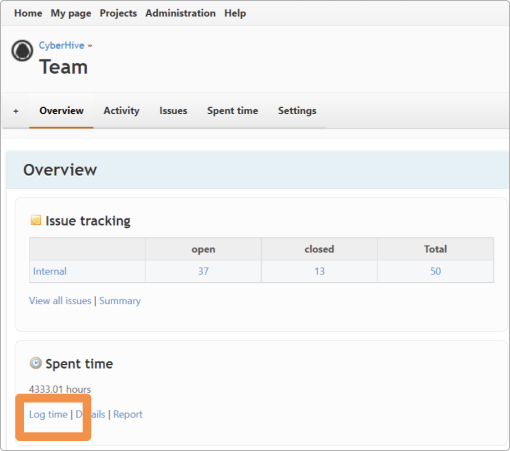 Home My page Projects Administration Help
CyberHive »
Team
+ Overview Activity Issues Spent time Settings
Overview
Issue tracking
open closed Total
Internal 37 13 50
View all issues | Summary
Spent time
4333.01 hours
Log time | Details | Report